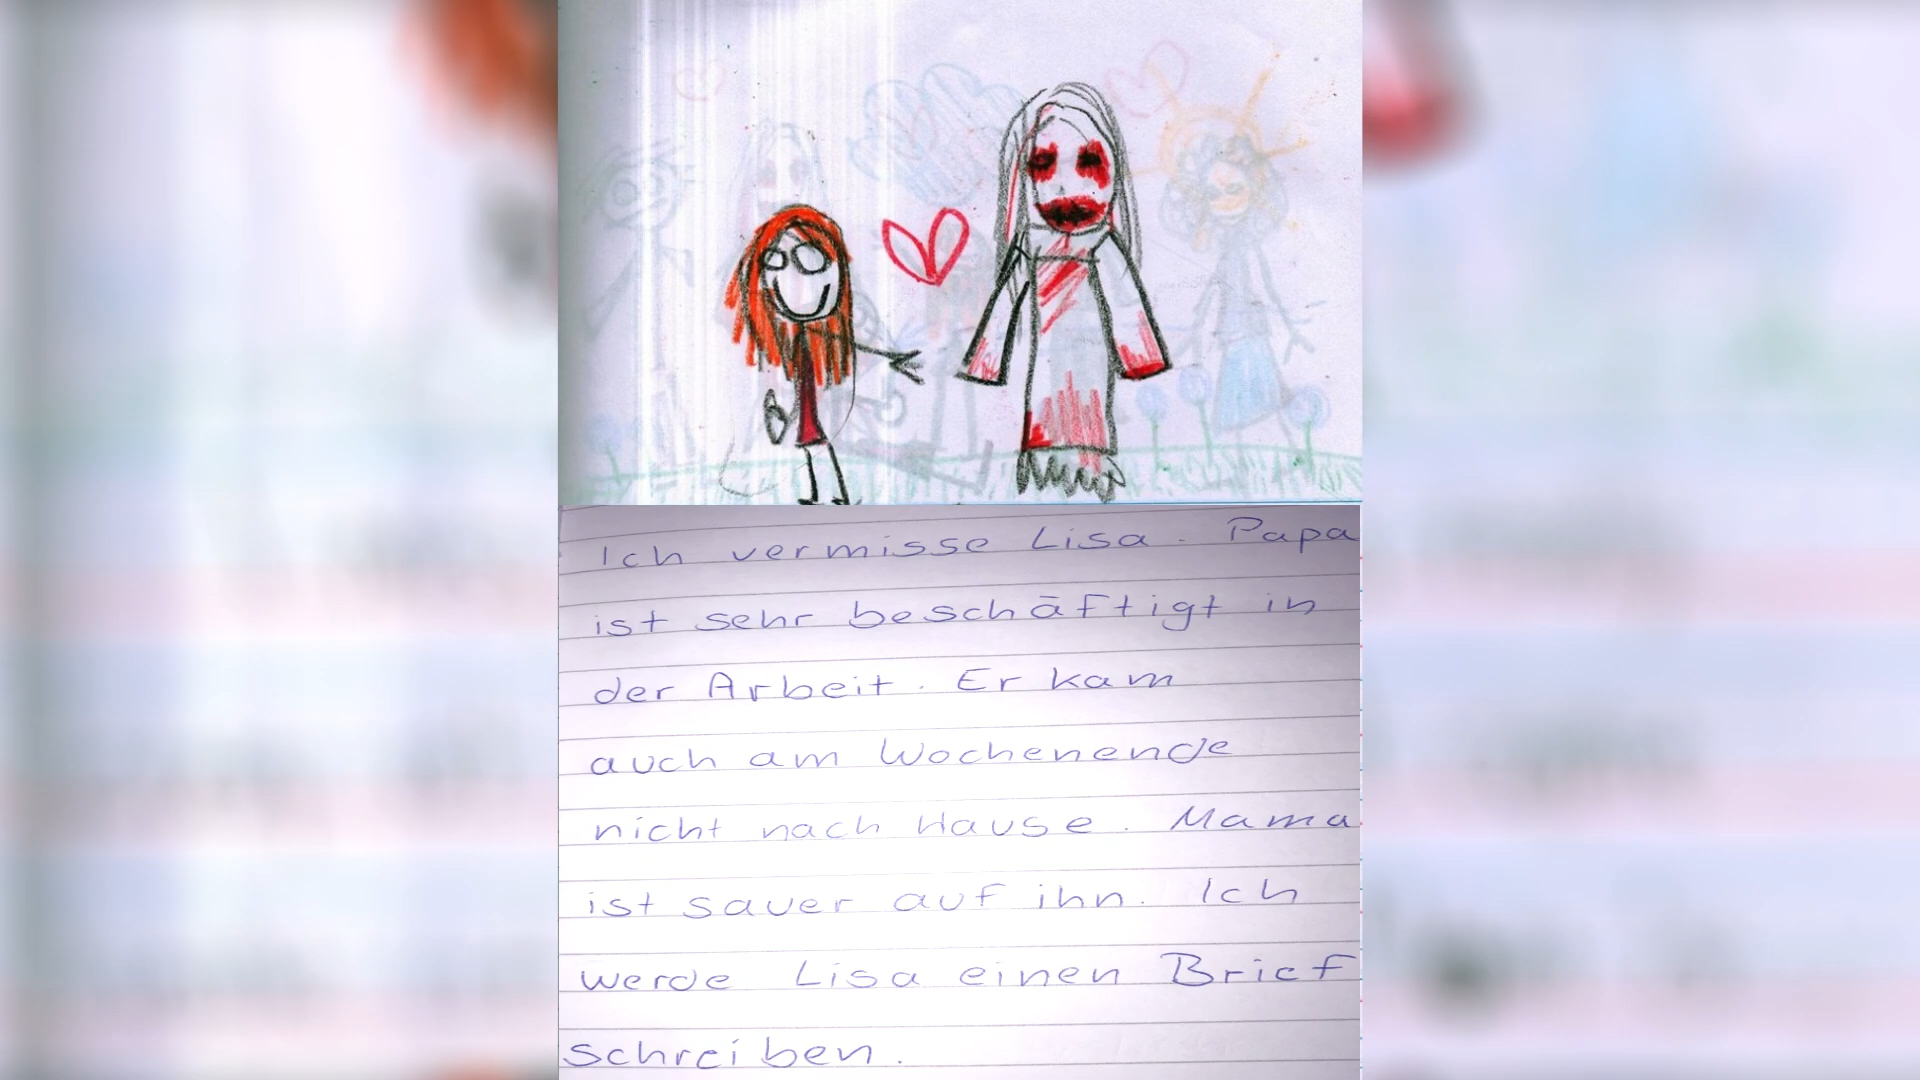 Ich vermisse Lisa. Papa
ist sehr beschäftigt in
der Arbeit. Er kam
auch am Wochenende
nicht nach Hause. Mama
ist sauer auf ihn. Ich
werde Lisa einen Brief
schreiben.